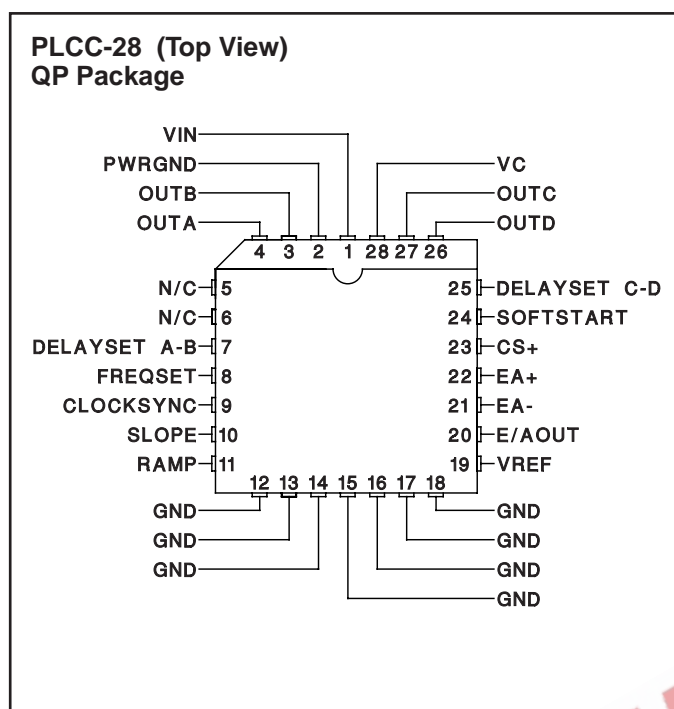 PLCC-28 (Top View)
QP Package
VIN
PWRGND
OUTB
OUTA
VC
OUTC
OUTD
4 3 2 1 28 27 26
N/C 5
N/C 6
DELAYSET A-B 7
FREQSET 8
CLOCKSYNC 9
SLOPE 10
RAMP 11
25 DELAYSET C-D
24 SOFTSTART
23 CS+
22 EA+
21 EA-
20 E/AOUT
19 VREF
12 13 14 15 16 17 18
GND
GND
GND
GND
GND
GND
GND